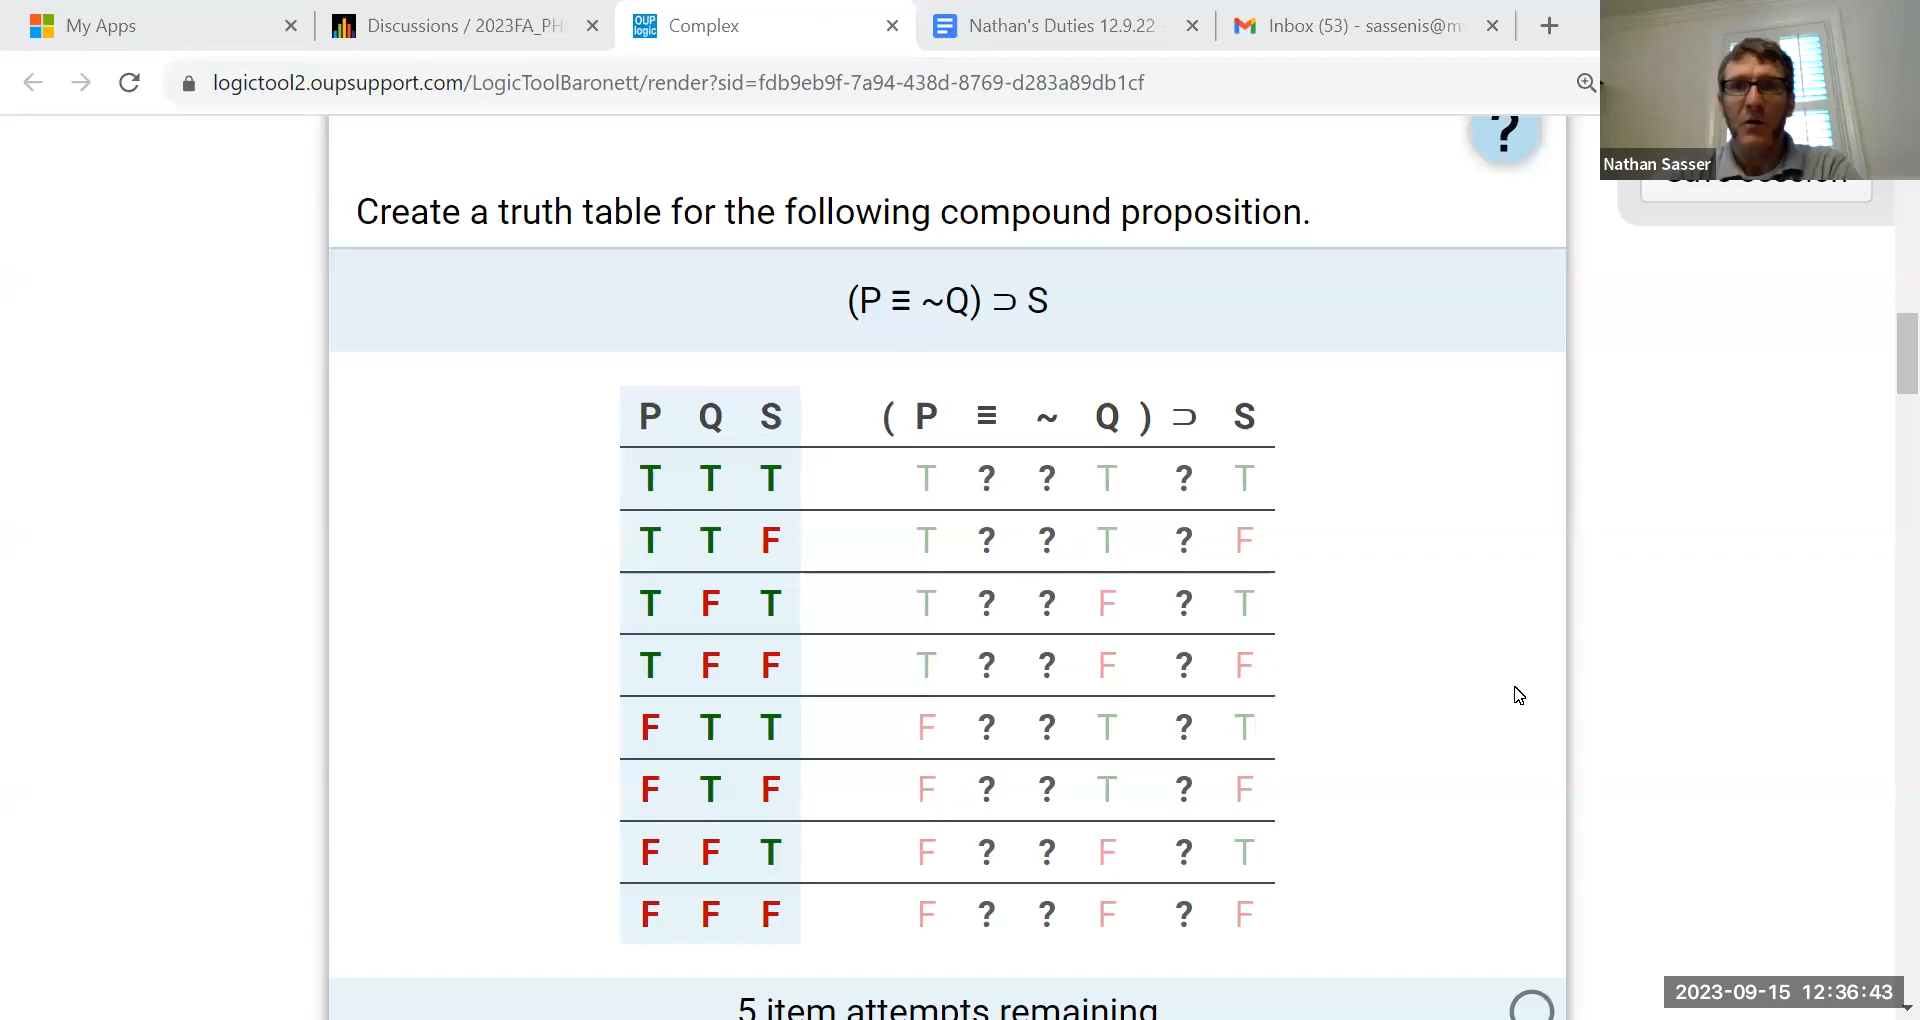 My Apps
Discussions / 2023FA_PH
OUP logic
Complex
Nathan's Duties 12.9.22
Inbox (53) - sassenis@m
logictool2.oupsupport.com/LogicToolBaronett/render?sid=fdb9eb9f-7a94-438d-8769-d283a89db1cf
Nathan Sasser
?
Create a truth table for the following compound proposition.
(P ≡ ~Q) ⊃ S
P Q S ( P ≡ ~ Q ) ⊃ S
T T T T ? ? T ? T
T T F T ? ? T ? F
T F T T ? ? F ? T
T F F T ? ? F ? F
F T T F ? ? T ? T
F T F F ? ? T ? F
F F T F ? ? F ? T
F F F F ? ? F ? F
5 item attempts remaining
2023-09-15 12:36:43